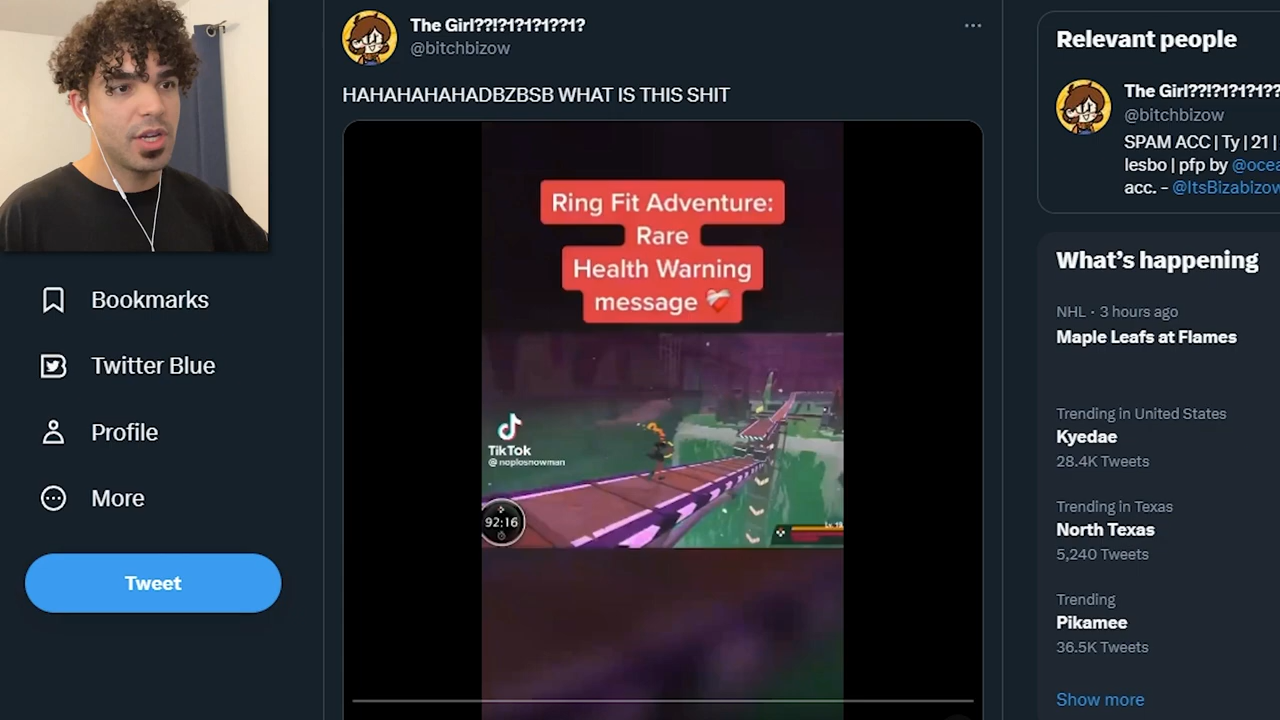 The Girl??!?1?1?1??1?
@bitchbizow
HAHAHAHAHADBZBSB WHAT IS THIS SHIT
Ring Fit Adventure:
Rare
Health Warning
message
TikTok
@noplosnowman
92:16
Lv.
Bookmarks
Twitter Blue
Profile
More
Tweet
Relevant people
The Girl??!?1?1?1??
@bitchbizow
SPAM ACC | Ty | 21 |
lesbo | pfp by @ocea
acc. - @ItsBizabizow
What's happening
NHL · 3 hours ago
Maple Leafs at Flames
Trending in United States
Kyedae
28.4K Tweets
Trending in Texas
North Texas
5,240 Tweets
Trending
Pikamee
36.5K Tweets
Show more